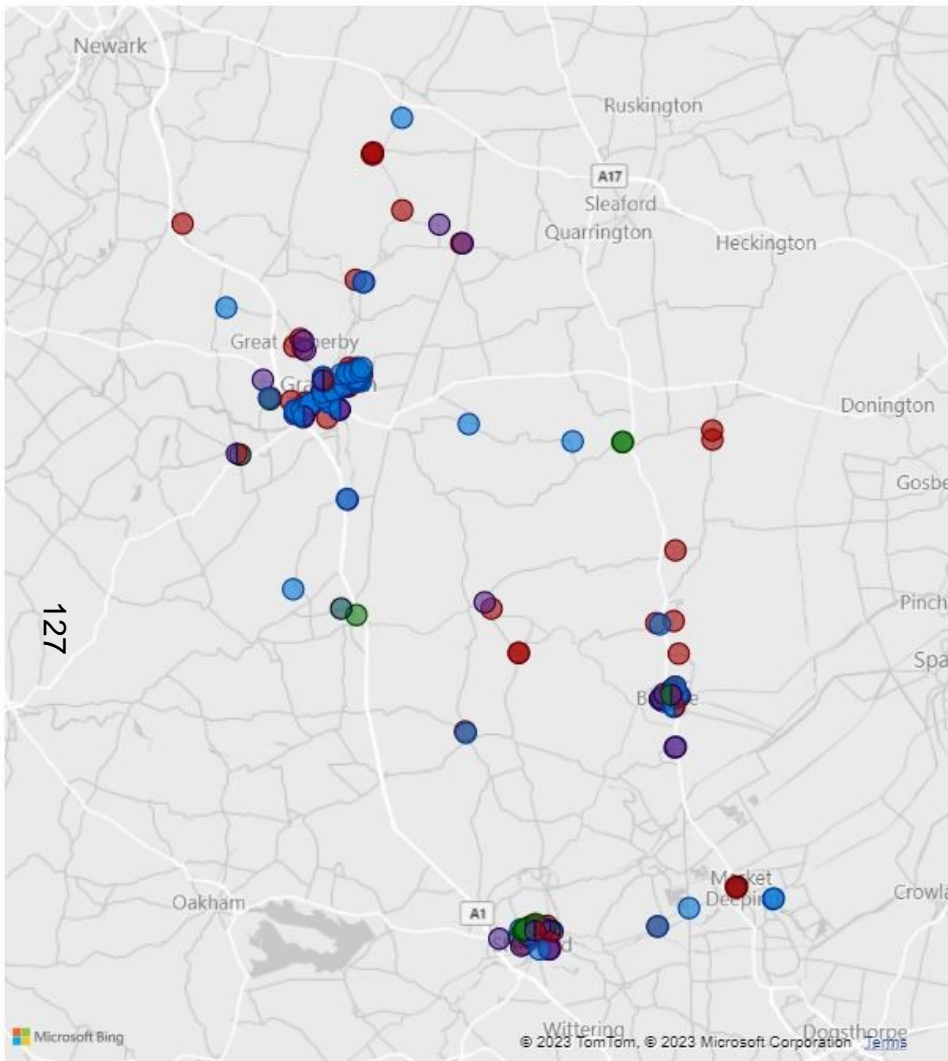 Newark
Ruskington
A17
Sleaford
Quarrington
Heckington
Great
erby
Donington
Gosbe
127
Pinch
Spa
Oakham
A1
Market
Crowla
Wittering
Dogsthorpe
Microsoft Bing
© 2023 TomTom, © 2023 Microsoft Corporation Terms